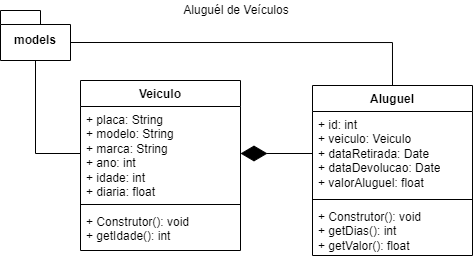 Aluguél de Veículos
models
Veiculo
+ placa: String
+ modelo: String
+ marca: String
+ ano: int
+ idade: int
+ diaria: float
+ Construtor(): void
+ getIdade(): int
Aluguel
+ id: int
+ veiculo: Veiculo
+ dataRetirada: Date
+ dataDevolucao: Date
+ valorAluguel: float
+ Construtor(): void
+ getDias(): int
+ getValor(): float